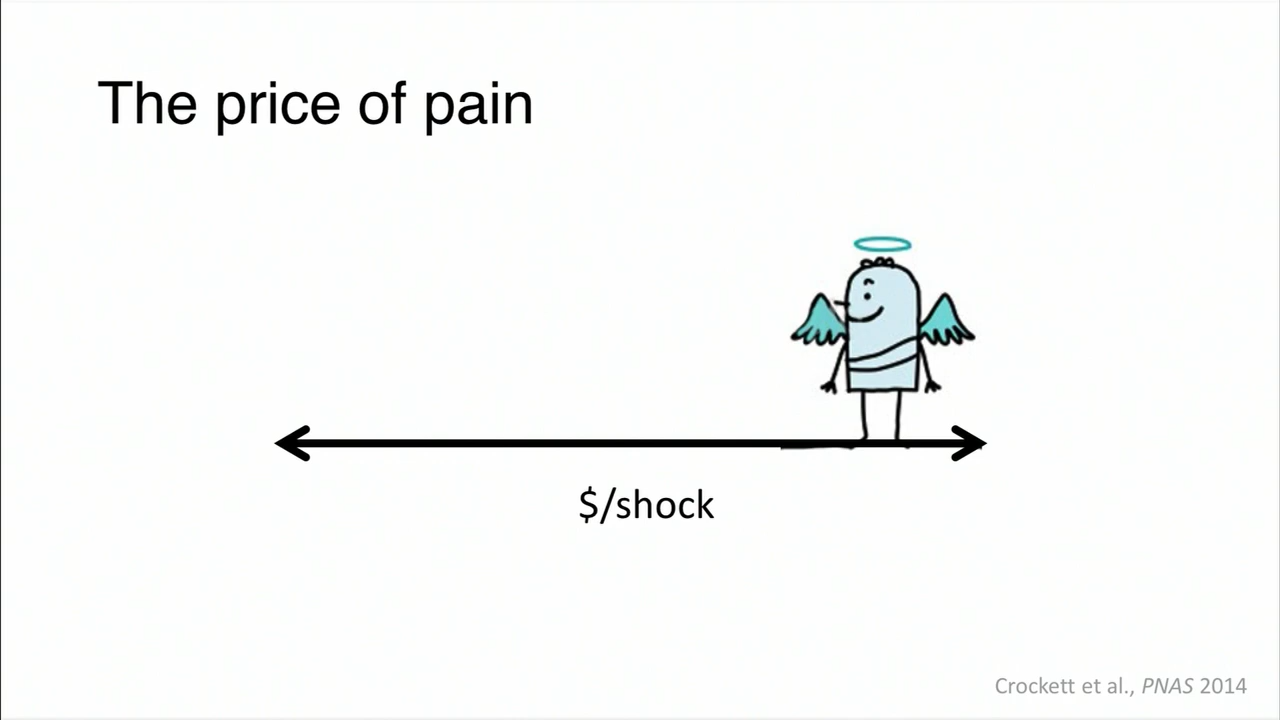 The price of pain
$/shock
Crockett et al., PNAS 2014